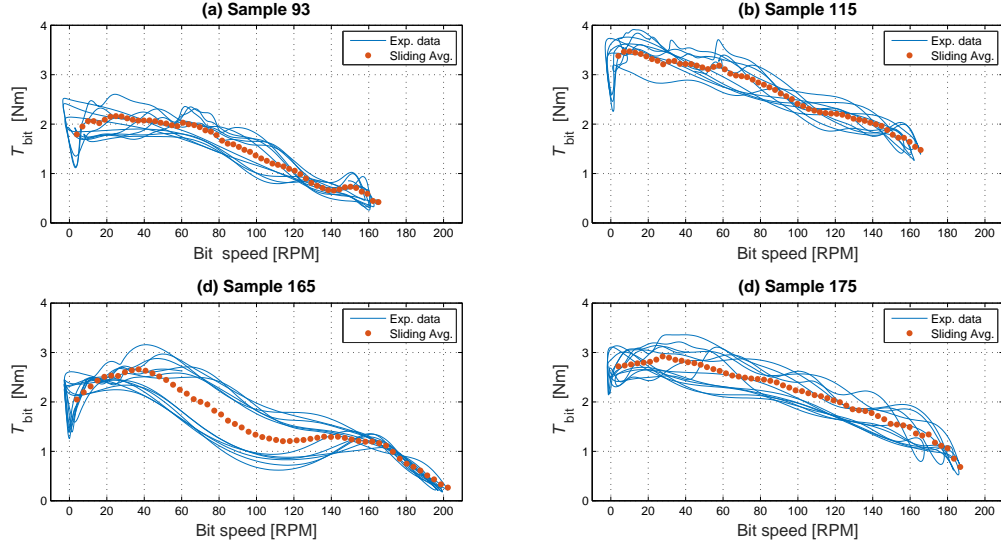 (a) Sample 93
4
3
2
1
0
T_bit [Nm]
Exp. data
Sliding Avg.
0 20 40 60 80 100 120 140 160 180 200
Bit speed [RPM]
(b) Sample 115
4
3
2
1
0
T_bit [Nm]
Exp. data
Sliding Avg.
0 20 40 60 80 100 120 140 160 180 200
Bit speed [RPM]
(d) Sample 165
4
3
2
1
0
T_bit [Nm]
Exp. data
Sliding Avg.
0 20 40 60 80 100 120 140 160 180 200
Bit speed [RPM]
(d) Sample 175
4
3
2
1
0
T_bit [Nm]
Exp. data
Sliding Avg.
0 20 40 60 80 100 120 140 160 180 200
Bit speed [RPM]